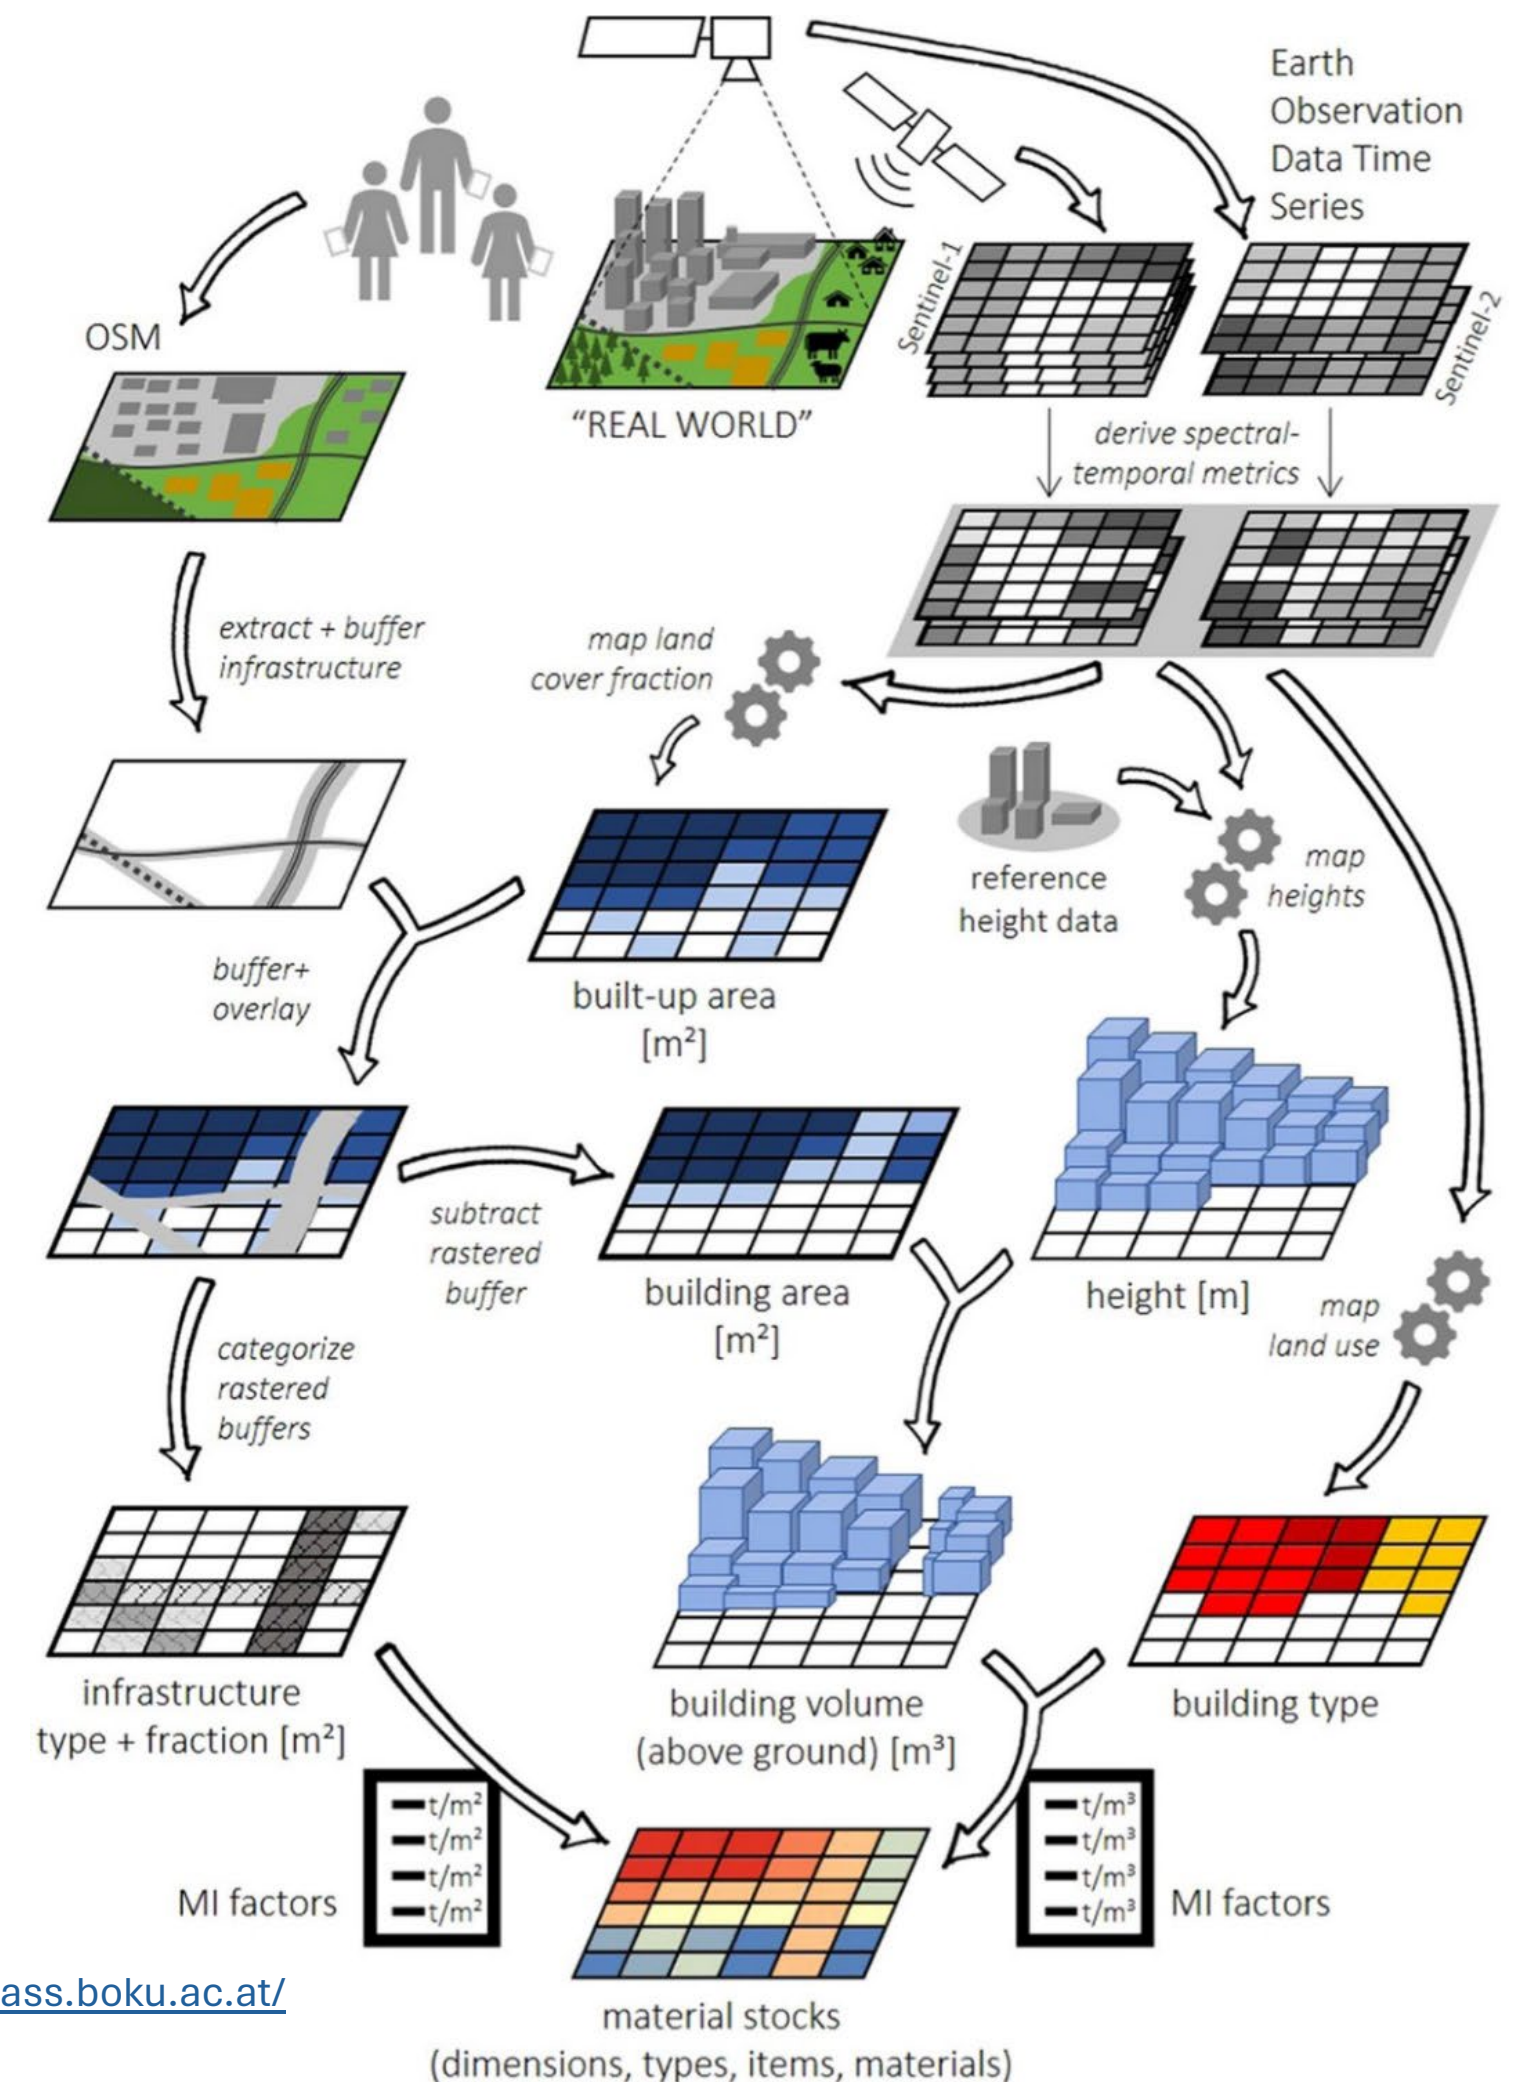 Earth
Observation
Data Time
Series
Sentinel-1
Sentinel-2
OSM
“REAL WORLD”
derive spectral-
temporal metrics
extract + buffer
infrastructure
map land
cover fraction
reference
height data
map
heights
buffer+
overlay
built-up area
[m²]
subtract
rastered
buffer
building area
[m²]
height [m]
map
land use
categorize
rastered
buffers
infrastructure
type + fraction [m²]
building volume
(above ground) [m³]
building type
t/m²
t/m²
t/m²
t/m²
MI factors
t/m³
t/m³
t/m³
t/m³
MI factors
ass.boku.ac.at/
material stocks
(dimensions, types, items, materials)